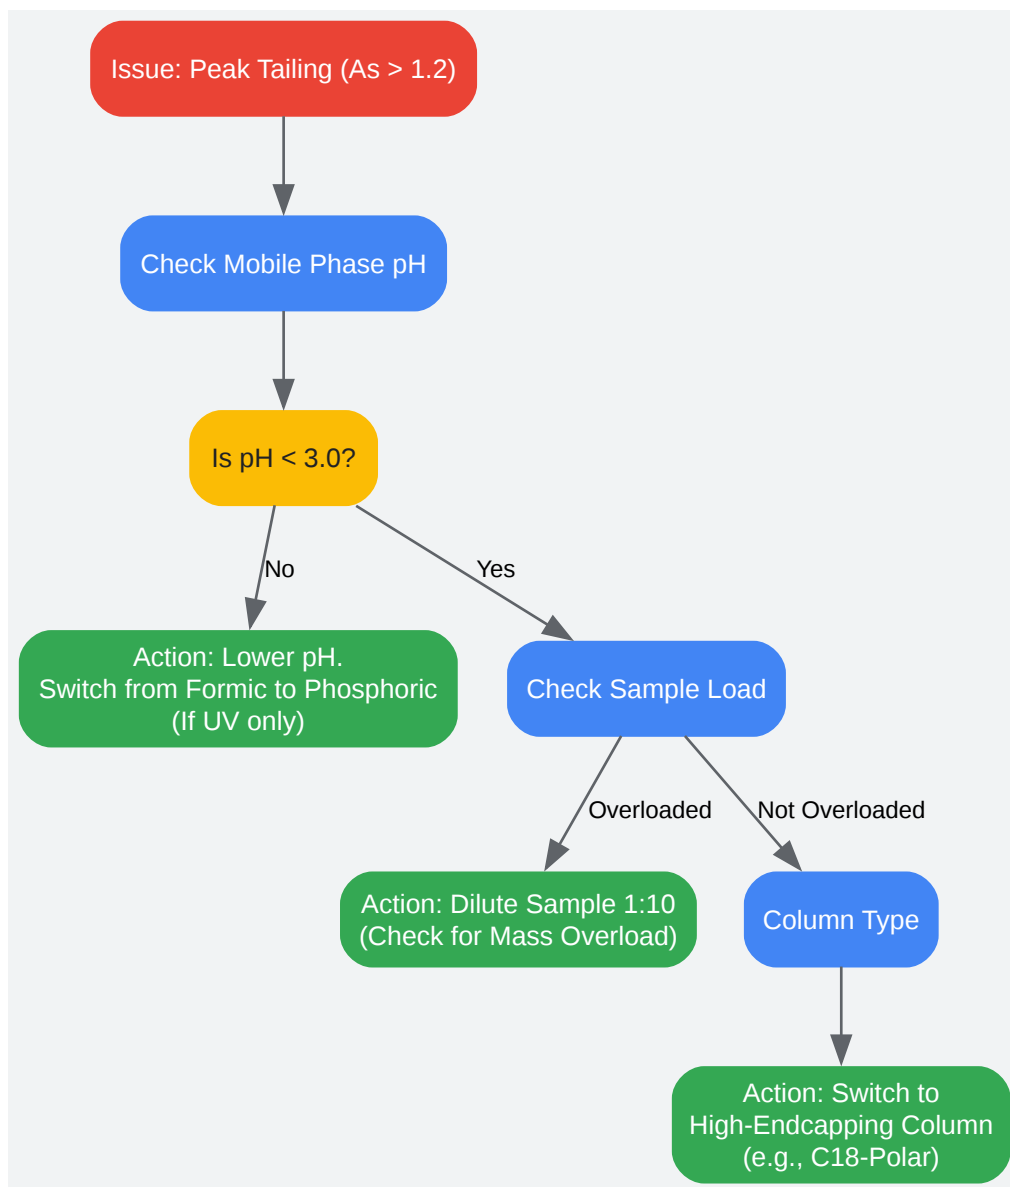 Issue: Peak Tailing (As > 1.2)
Check Mobile Phase pH
Is pH < 3.0?
No
Yes
Action: Lower pH.
Switch from Formic to Phosphoric
(If UV only)
Check Sample Load
Overloaded
Not Overloaded
Action: Dilute Sample 1:10
(Check for Mass Overload)
Column Type
Action: Switch to
High-Endcapping Column
(e.g., C18-Polar)